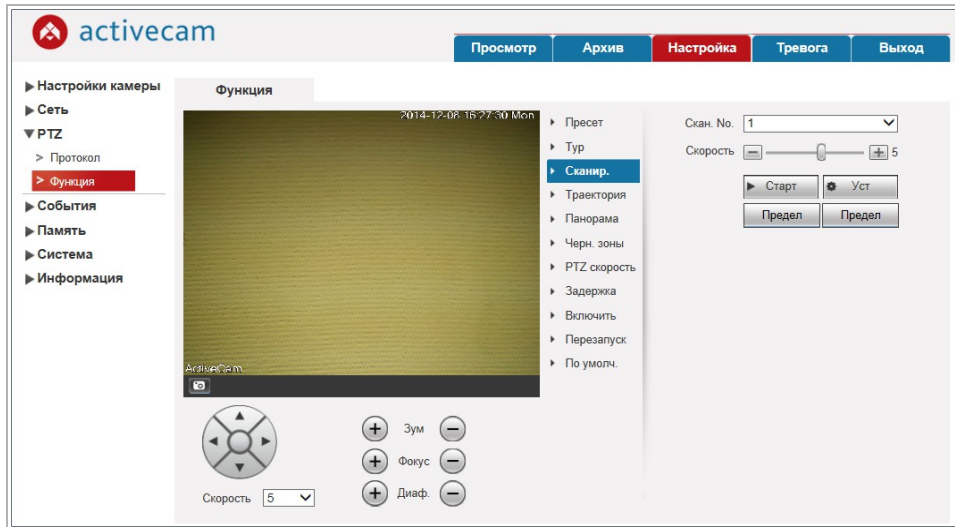 activecam
Просмотр Архив Настройка Тревога Выход
Настройки камеры
Сеть
PTZ
> Протокол
> Функция
События
Память
Система
Информация
Функция
2014-12-08 16:27:30 Mon
ActiveCam
Скорость 5
Зум
Фокус
Диаф.
Пресет
Тур
Сканир.
Траектория
Панорама
Черн. зоны
PTZ скорость
Задержка
Включить
Перезапуск
По умолч.
Скан. No. 1
Скорость 5
Старт Уст
Предел Предел